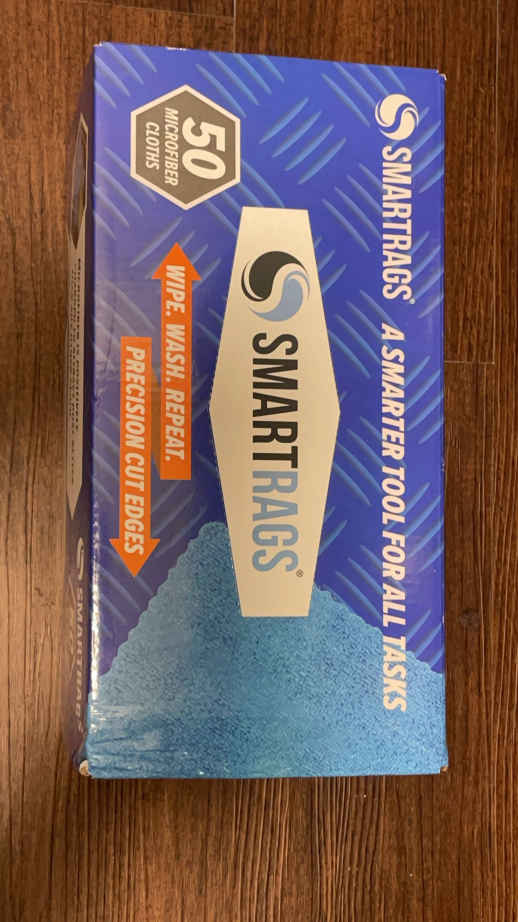 SMARTRAGS® A SMARTER TOOL FOR ALL TASKS
SMARTRAGS®
50
MICROFIBER
CLOTHS
WIPE. WASH. REPEAT.
PRECISION CUT EDGES
SMARTRAGS